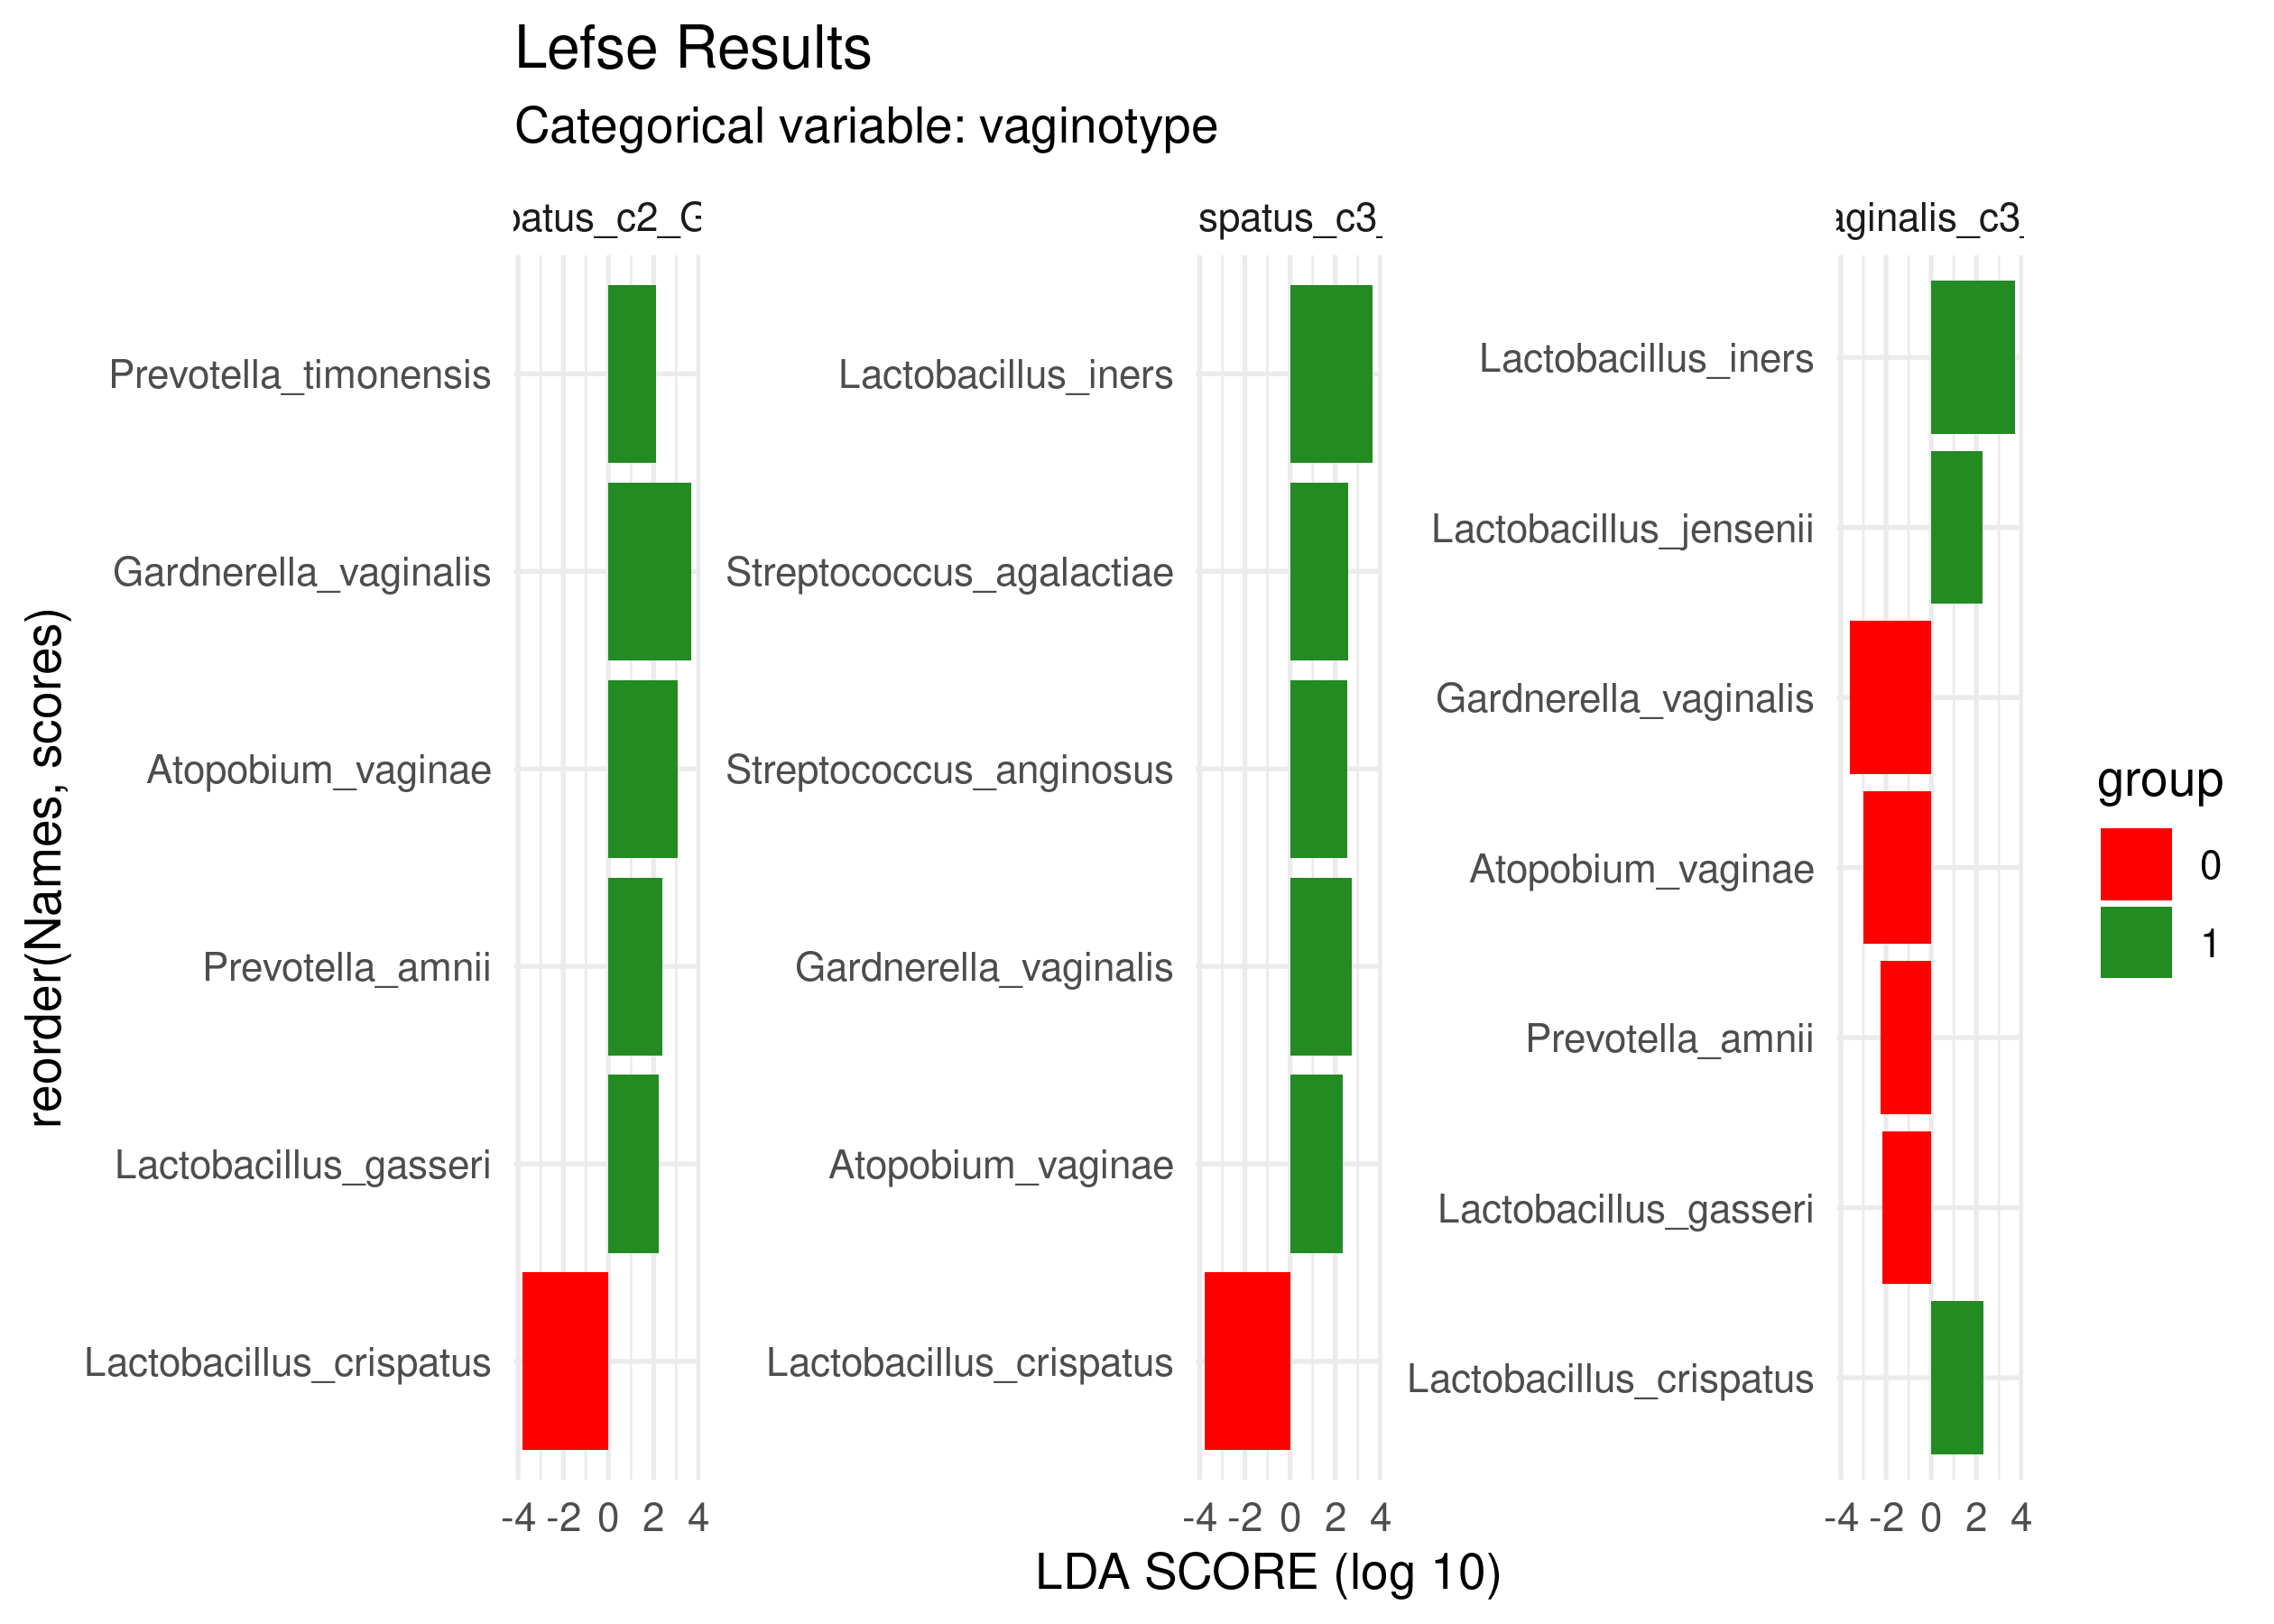 Lefse Results
Categorical variable: vaginotype
patus_c2_G
spatus_c3_
aginalis_c3_
reorder(Names, scores)
Prevotella_timonensis
Gardnerella_vaginalis
Atopobium_vaginae
Prevotella_amnii
Lactobacillus_gasseri
Lactobacillus_crispatus
-4 -2 0 2 4
Lactobacillus_iners
Streptococcus_agalactiae
Streptococcus_anginosus
Gardnerella_vaginalis
Atopobium_vaginae
Lactobacillus_crispatus
-4 -2 0 2 4
Lactobacillus_iners
Lactobacillus_jensenii
Gardnerella_vaginalis
Atopobium_vaginae
Prevotella_amnii
Lactobacillus_gasseri
Lactobacillus_crispatus
-4 -2 0 2 4
LDA SCORE (log 10)
group
0
1